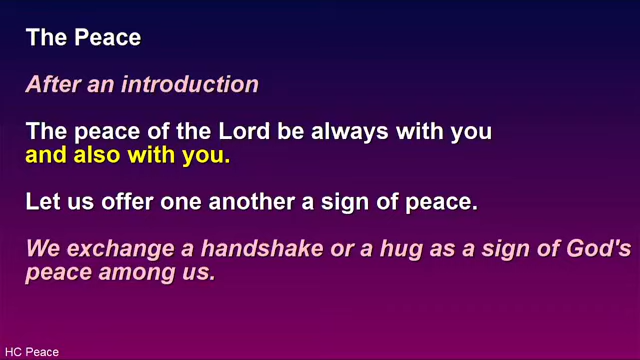 The Peace
After an introduction
The peace of the Lord be always with you
and also with you.
Let us offer one another a sign of peace.
We exchange a handshake or a hug as a sign of God's
peace among us.
HC Peace